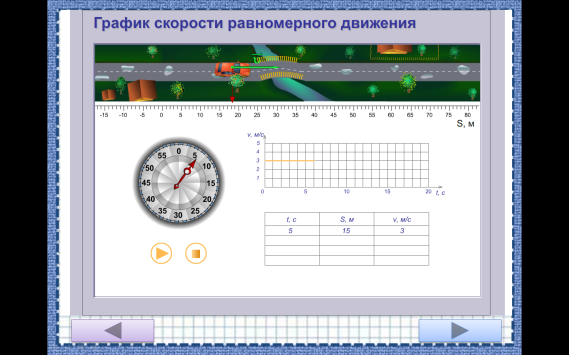 График скорости равномерного движения
-15 -10 -5 0 5 10 15 20 25 30 35 40 45 50 55 60 65 70 75 80
S, м
0 5 10 15 20 25 30 35 40 45 50 55
v, м/с
5
4
3
2
1
0 5 10 15 20 t, с
t, с S, м v, м/с
5 15 3